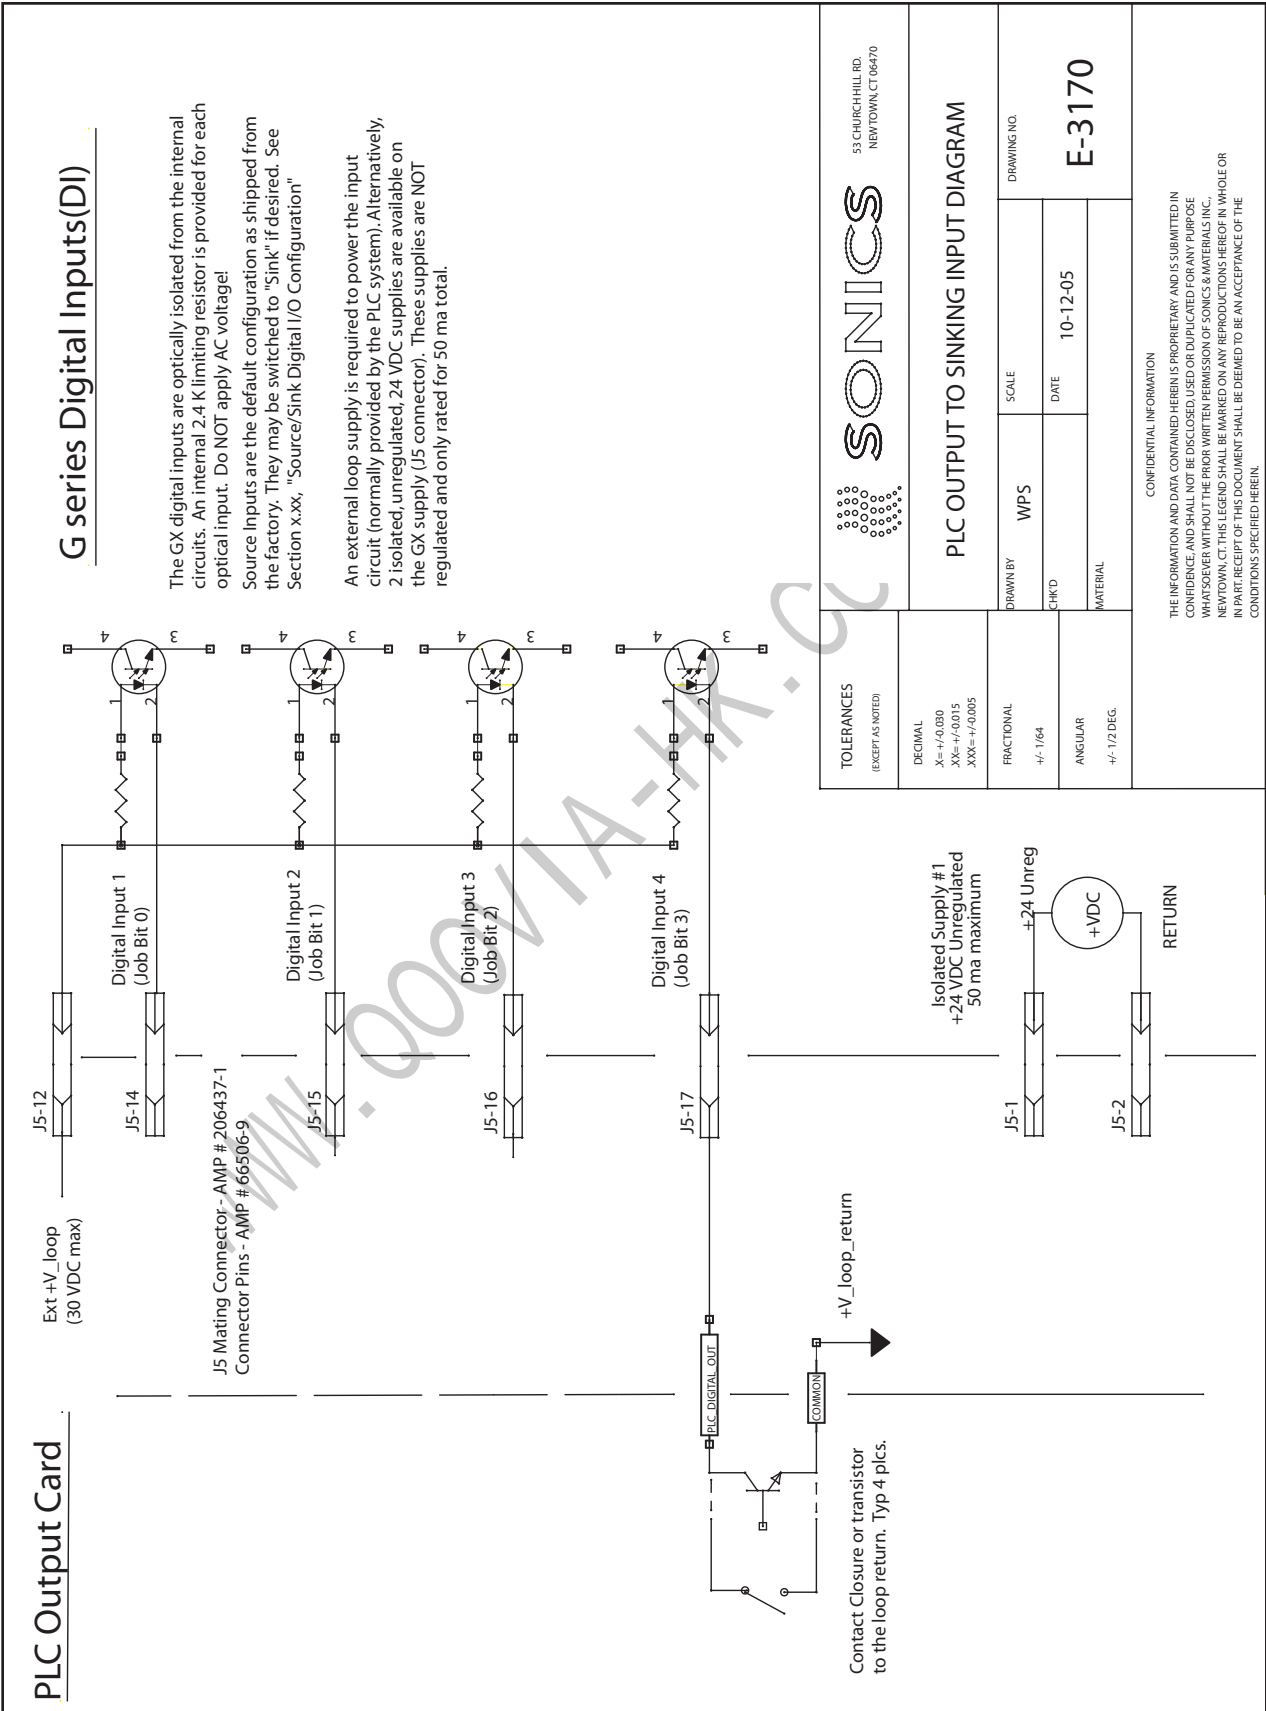 PLC Output Card
G series Digital Inputs(DI)
Ext +V_loop
(30 VDC max)
J5-12
J5-14
Digital Input 1
(Job Bit 0)
1
2
4
3
J5 Mating Connector - AMP # 206437-1
Connector Pins - AMP # 66506-9
J5-15
Digital Input 2
(Job Bit 1)
1
2
4
3
J5-16
Digital Input 3
(Job Bit 2)
1
2
4
3
J5-17
Digital Input 4
(Job Bit 3)
1
2
4
3
The GX digital inputs are optically isolated from the internal
circuits. An internal 2.4 K limiting resistor is provided for each
optical input. Do NOT apply AC voltage!
Source Inputs are the default configuration as shipped from
the factory. They may be switched to "Sink" if desired. See
Section x.xx, "Source/Sink Digital I/O Configuration"
An external loop supply is required to power the input
circuit (normally provided by the PLC system). Alternatively,
2 isolated, unregulated, 24 VDC supplies are available on
the GX supply (J5 connector). These supplies are NOT
regulated and only rated for 50 ma total.
PLC_DIGITAL_OUT
COMMON
+V_loop_return
Contact Closure or transistor
to the loop return. Typ 4 plcs.
Isolated Supply #1
+24 VDC Unregulated
50 ma maximum
J5-1
+24 Unreg
+VDC
J5-2
RETURN
TOLERANCES
(EXCEPT AS NOTED)
DECIMAL
.X= +/-0.030
.XX= +/-0.015
.XXX= +/-0.005
FRACTIONAL
+/- 1/64
ANGULAR
+/- 1/2 DEG.
SONICS
53 CHURCH HILL RD.
NEWTOWN, CT 06470
PLC OUTPUT TO SINKING INPUT DIAGRAM
DRAWN BY
WPS
SCALE
DRAWING NO.
E-3170
CHK'D
DATE
10-12-05
MATERIAL
CONFIDENTIAL INFORMATION
THE INFORMATION AND DATA CONTAINED HEREIN IS PROPRIETARY AND IS SUBMITTED IN
CONFIDENCE, AND SHALL NOT BE DISCLOSED, USED OR DUPLICATED FOR ANY PURPOSE
WHATSOEVER WITHOUT THE PRIOR WRITTEN PERMISSION OF SONICS & MATERIALS INC.,
NEWTOWN, CT. THIS LEGEND SHALL BE MARKED ON ANY REPRODUCTIONS HEREOF IN WHOLE OR
IN PART. RECEIPT OF THIS DOCUMENT SHALL BE DEEMED TO BE AN ACCEPTANCE OF THE
CONDITIONS SPECIFIED HEREIN.